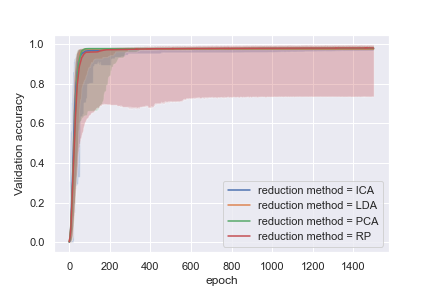 1.0
0.8
0.6
0.4
0.2
0.0
Validation accuracy
reduction method = ICA
reduction method = LDA
reduction method = PCA
reduction method = RP
0 200 400 600 800 1000 1200 1400
epoch